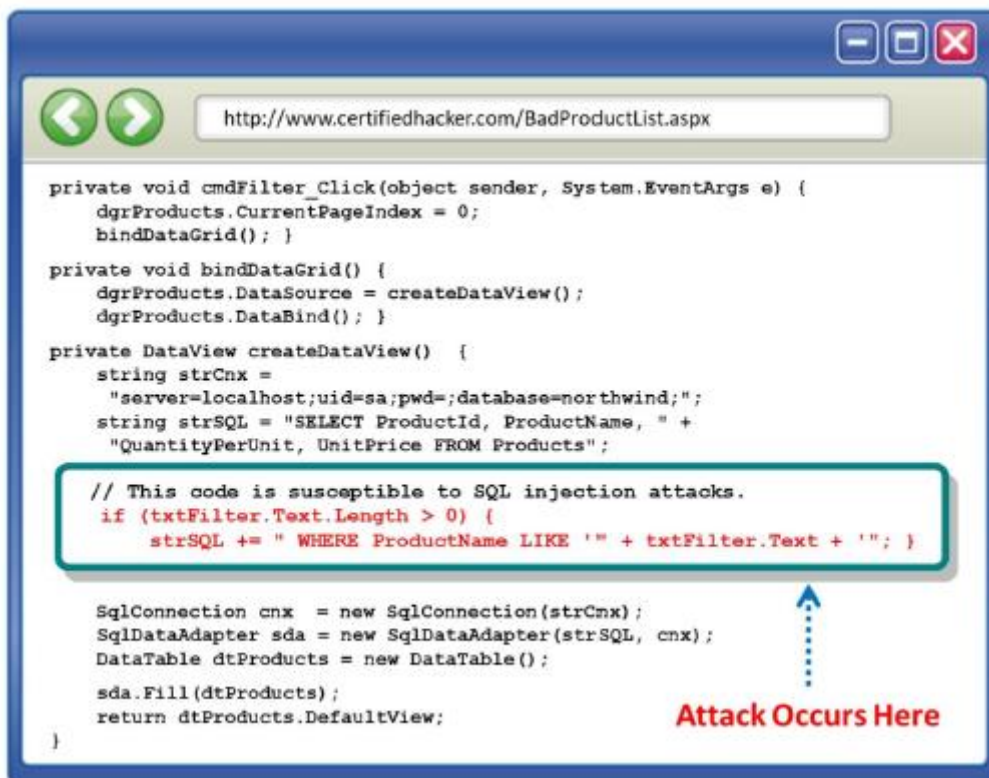 http://www.certifiedhacker.com/BadProductList.aspx
private void cmdFilter_Click(object sender, System.EventArgs e) {
dgrProducts.CurrentPageIndex = 0;
bindDataGrid(); }
private void bindDataGrid() {
dgrProducts.DataSource = createDataView();
dgrProducts.DataBind(); }
private DataView createDataView()  {
string strCnx =
"server=localhost;uid=sa;pwd=;database=northwind;";
string strSQL = "SELECT ProductId, ProductName, " +
"QuantityPerUnit, UnitPrice FROM Products";
// This code is susceptible to SQL injection attacks.
if (txtFilter.Text.Length > 0) {
strSQL += " WHERE ProductName LIKE '" + txtFilter.Text + '"; }
SqlConnection cnx  = new SqlConnection(strCnx);
SqlDataAdapter sda = new SqlDataAdapter(strSQL, cnx);
DataTable dtProducts = new DataTable();
sda.Fill(dtProducts);
return dtProducts.DefaultView;
Attack Occurs Here
}